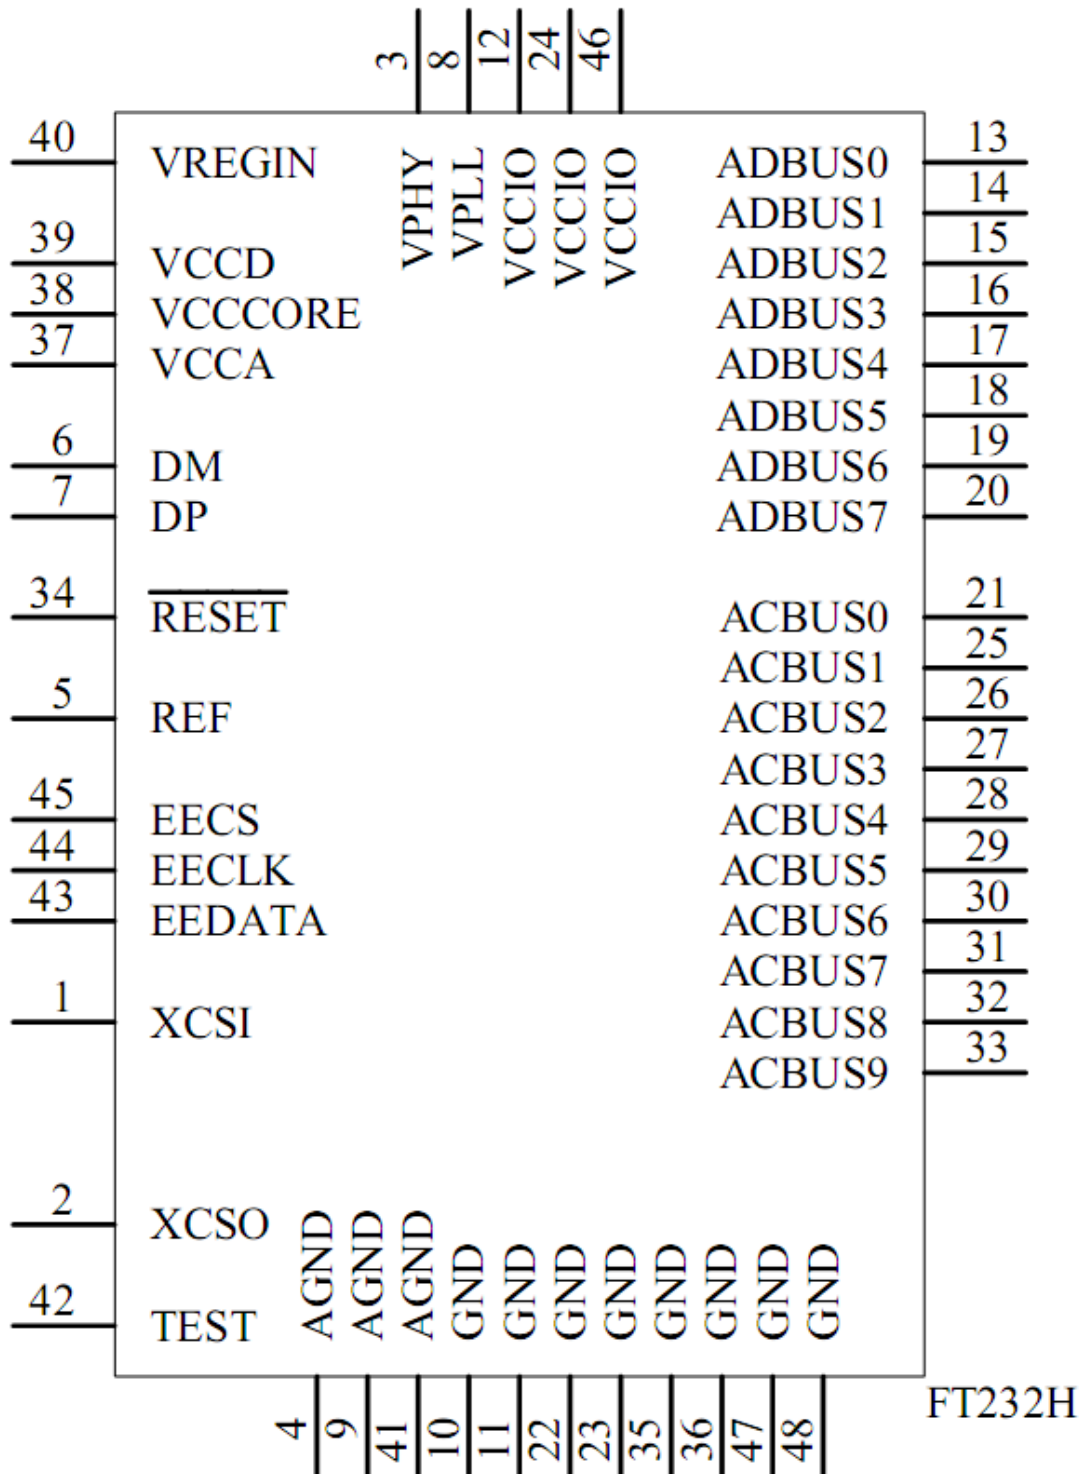 3 8 12 24 46
VPHY VPLL VCCIO VCCIO VCCIO
40 VREGIN
39 VCCD
38 VCCCORE
37 VCCA
6 DM
7 DP
34 RESET
5 REF
45 EECS
44 EECLK
43 EEDATA
1 XCSI
2 XCSO
42 TEST
ADBUS0 13
ADBUS1 14
ADBUS2 15
ADBUS3 16
ADBUS4 17
ADBUS5 18
ADBUS6 19
ADBUS7 20
ACBUS0 21
ACBUS1 25
ACBUS2 26
ACBUS3 27
ACBUS4 28
ACBUS5 29
ACBUS6 30
ACBUS7 31
ACBUS8 32
ACBUS9 33
AGND AGND AGND GND GND GND GND GND GND GND GND
4 9 41 10 11 22 23 35 36 47 48
FT232H